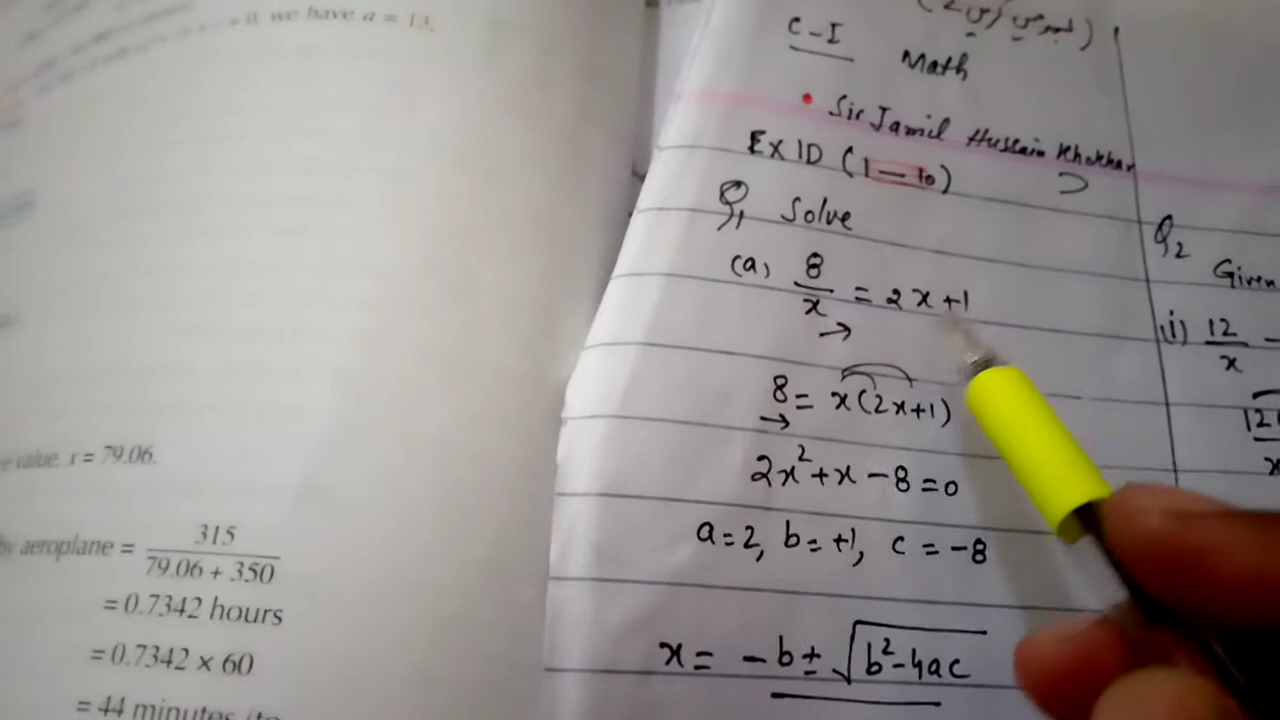 we have a = 13,
value, x = 79.06.
by aeroplane = 315 / (79.06 + 350)
= 0.7342 hours
= 0.7342 × 60
= 44 minutes (to
C-I Math
Sir Jamil Hussain Khokhar
EX 1D (1 — 10)
Q1 Solve
(a) 8/x = 2x+1
→
8 = x(2x+1)
→
2x²+x-8=0
a=2, b=+1, c=-8
x = -b±√(b²-4ac)
Q2 Given
(i) 12/x -